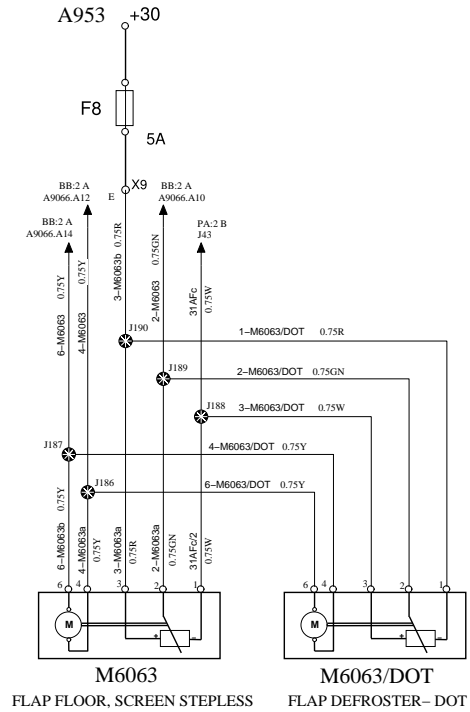 A953 +30
F8
5A
X9
E
BB:2 A
A9066.A12
BB:2 A
A9066.A10
BB:2 A
A9066.A14
PA:2 B
J43
6–M6063 0.75Y
4–M6063 0.75Y
3–M6063b 0.75R
2–M6063 0.75GN
31AFc 0.75W
J190
1–M6063/DOT 0.75R
J189
2–M6063/DOT 0.75GN
J188
3–M6063/DOT 0.75W
J187
4–M6063/DOT 0.75Y
J186
6–M6063/DOT 0.75Y
6–M6063b 0.75Y
4–M6063a 0.75Y
3–M6063a 0.75R
2–M6063a 0.75GN
31AFc/2 0.75W
6 4 3 2 1
6 4 3 2 1
M + –
M + –
M6063
M6063/DOT
FLAP FLOOR, SCREEN STEPLESS
FLAP DEFROSTER– DOT